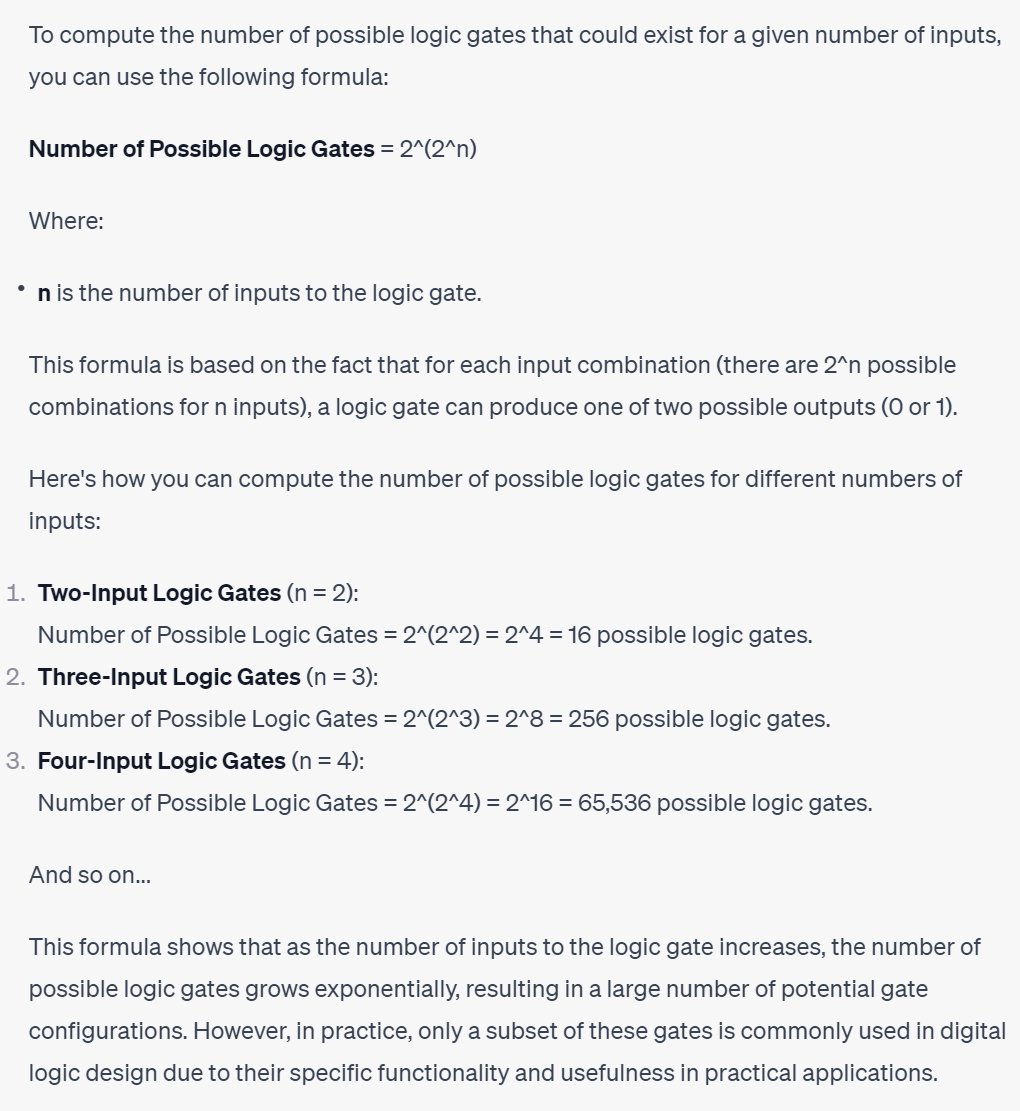 To compute the number of possible logic gates that could exist for a given number of inputs,
you can use the following formula:
Number of Possible Logic Gates = 2^(2^n)
Where:
• n is the number of inputs to the logic gate.
This formula is based on the fact that for each input combination (there are 2^n possible
combinations for n inputs), a logic gate can produce one of two possible outputs (0 or 1).
Here's how you can compute the number of possible logic gates for different numbers of
inputs:
1. Two-Input Logic Gates (n = 2):
Number of Possible Logic Gates = 2^(2^2) = 2^4 = 16 possible logic gates.
2. Three-Input Logic Gates (n = 3):
Number of Possible Logic Gates = 2^(2^3) = 2^8 = 256 possible logic gates.
3. Four-Input Logic Gates (n = 4):
Number of Possible Logic Gates = 2^(2^4) = 2^16 = 65,536 possible logic gates.
And so on...
This formula shows that as the number of inputs to the logic gate increases, the number of
possible logic gates grows exponentially, resulting in a large number of potential gate
configurations. However, in practice, only a subset of these gates is commonly used in digital
logic design due to their specific functionality and usefulness in practical applications.